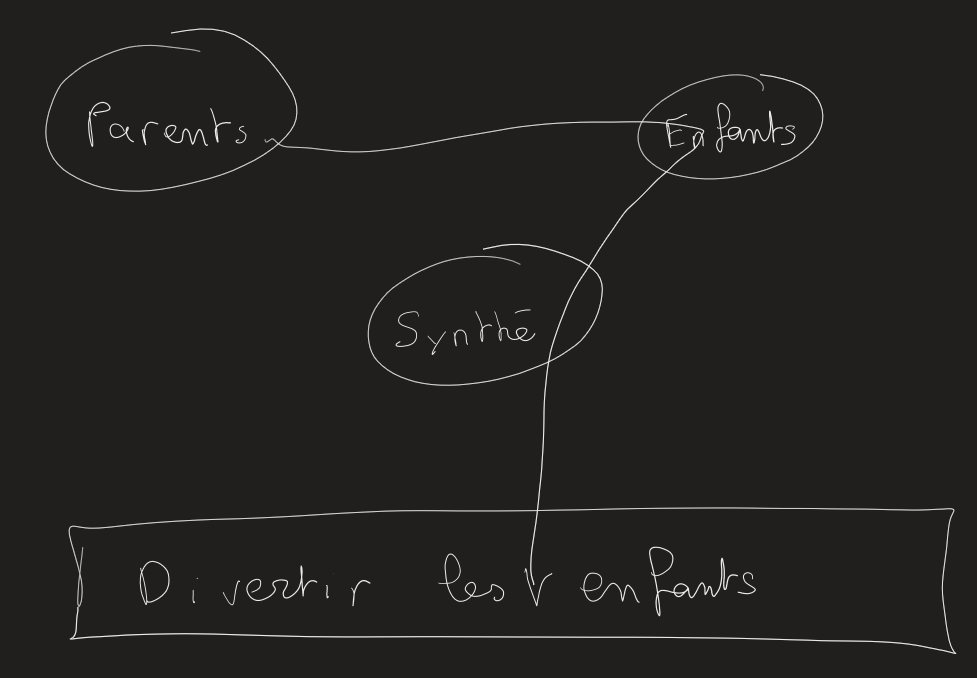 Parents
Enfants
Synthé
Divertir les enfants